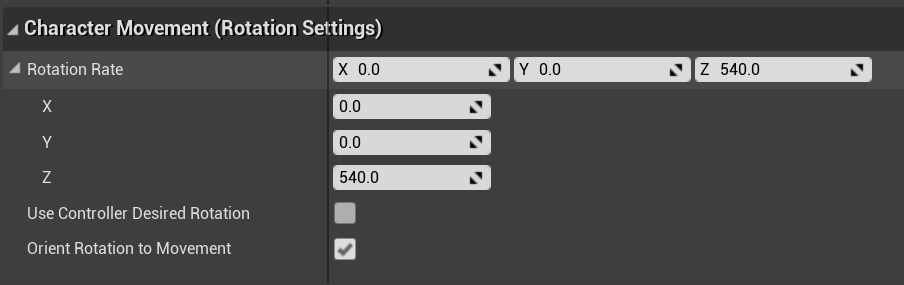 Character Movement (Rotation Settings)
Rotation Rate X 0.0 Y 0.0 Z 540.0
X 0.0
Y 0.0
Z 540.0
Use Controller Desired Rotation
Orient Rotation to Movement